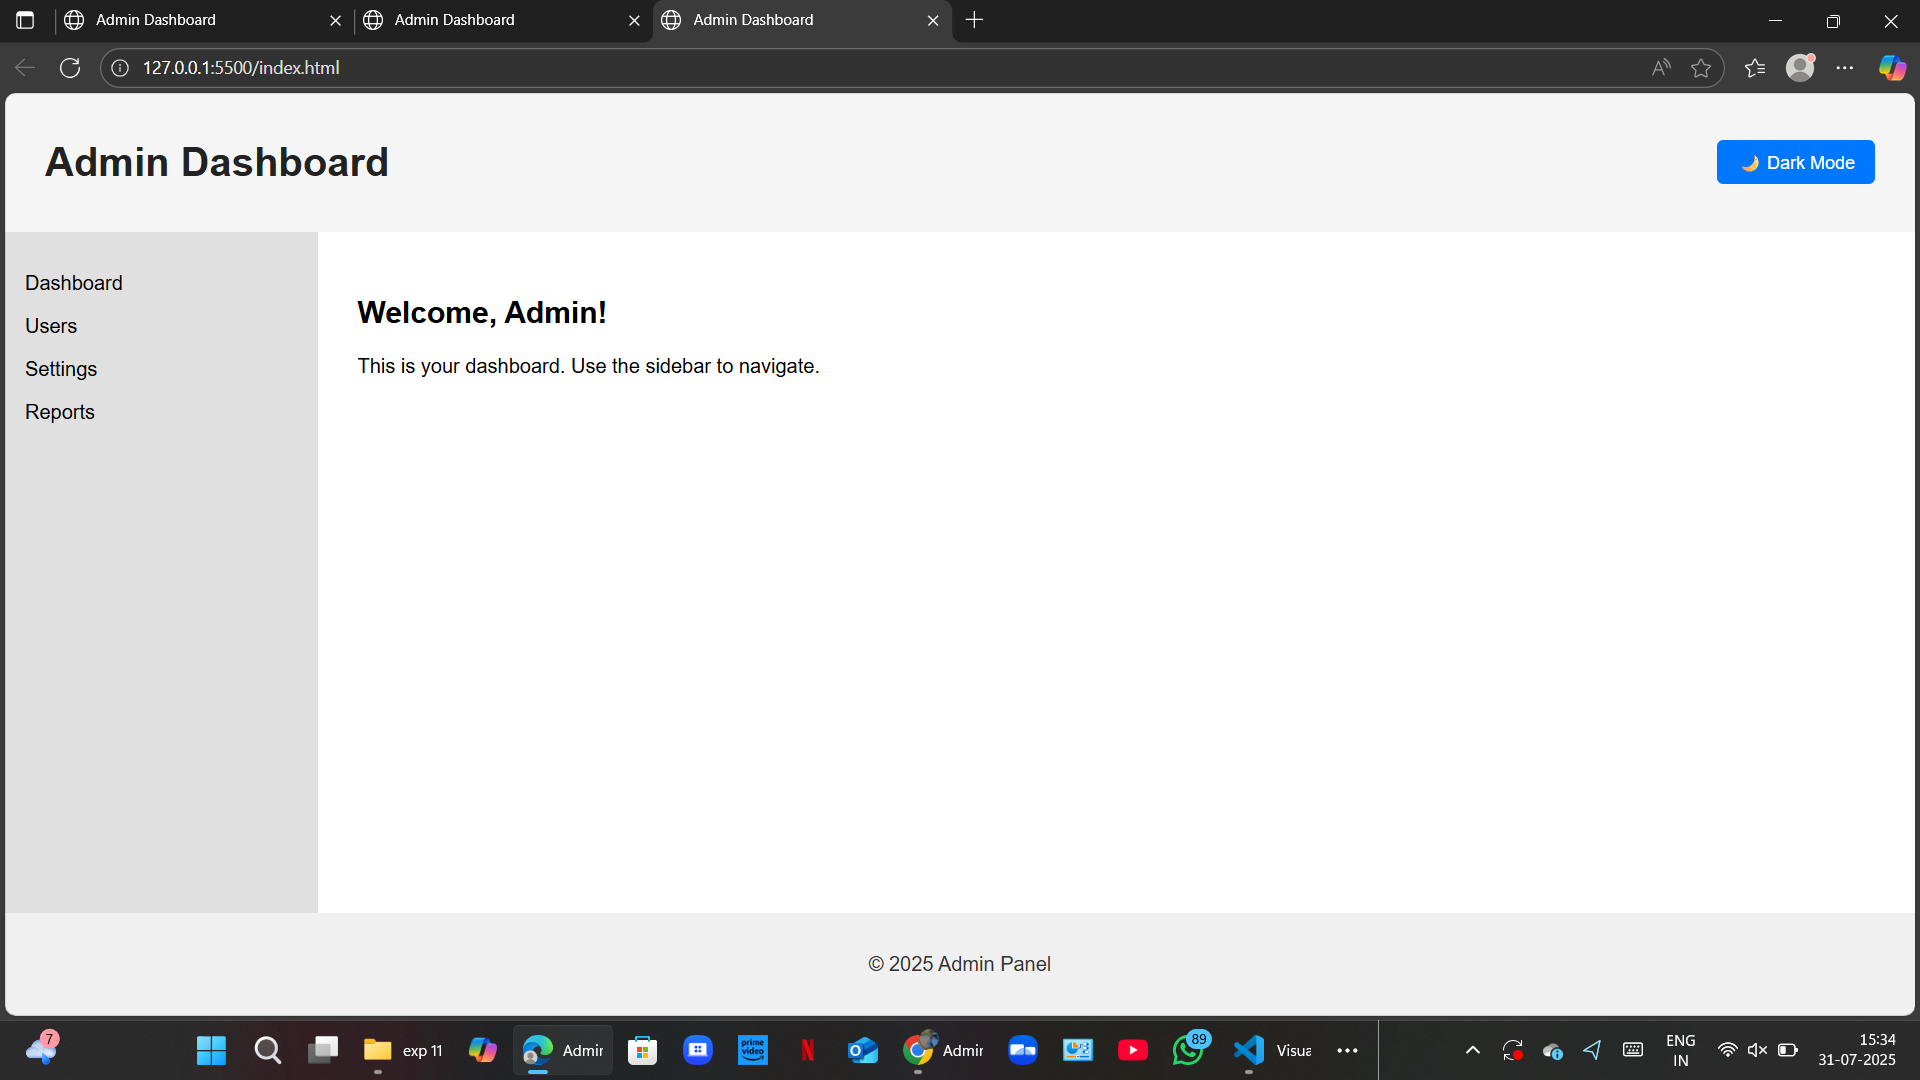 Admin Dashboard
Admin Dashboard
Admin Dashboard
127.0.0.1:5500/index.html
Admin Dashboard
🌙 Dark Mode
Dashboard
Users
Settings
Reports
Welcome, Admin!
This is your dashboard. Use the sidebar to navigate.
© 2025 Admin Panel
7
exp 11
Admir
prime video
Admir
89
Visua
ENG
IN
15:34
31-07-2025